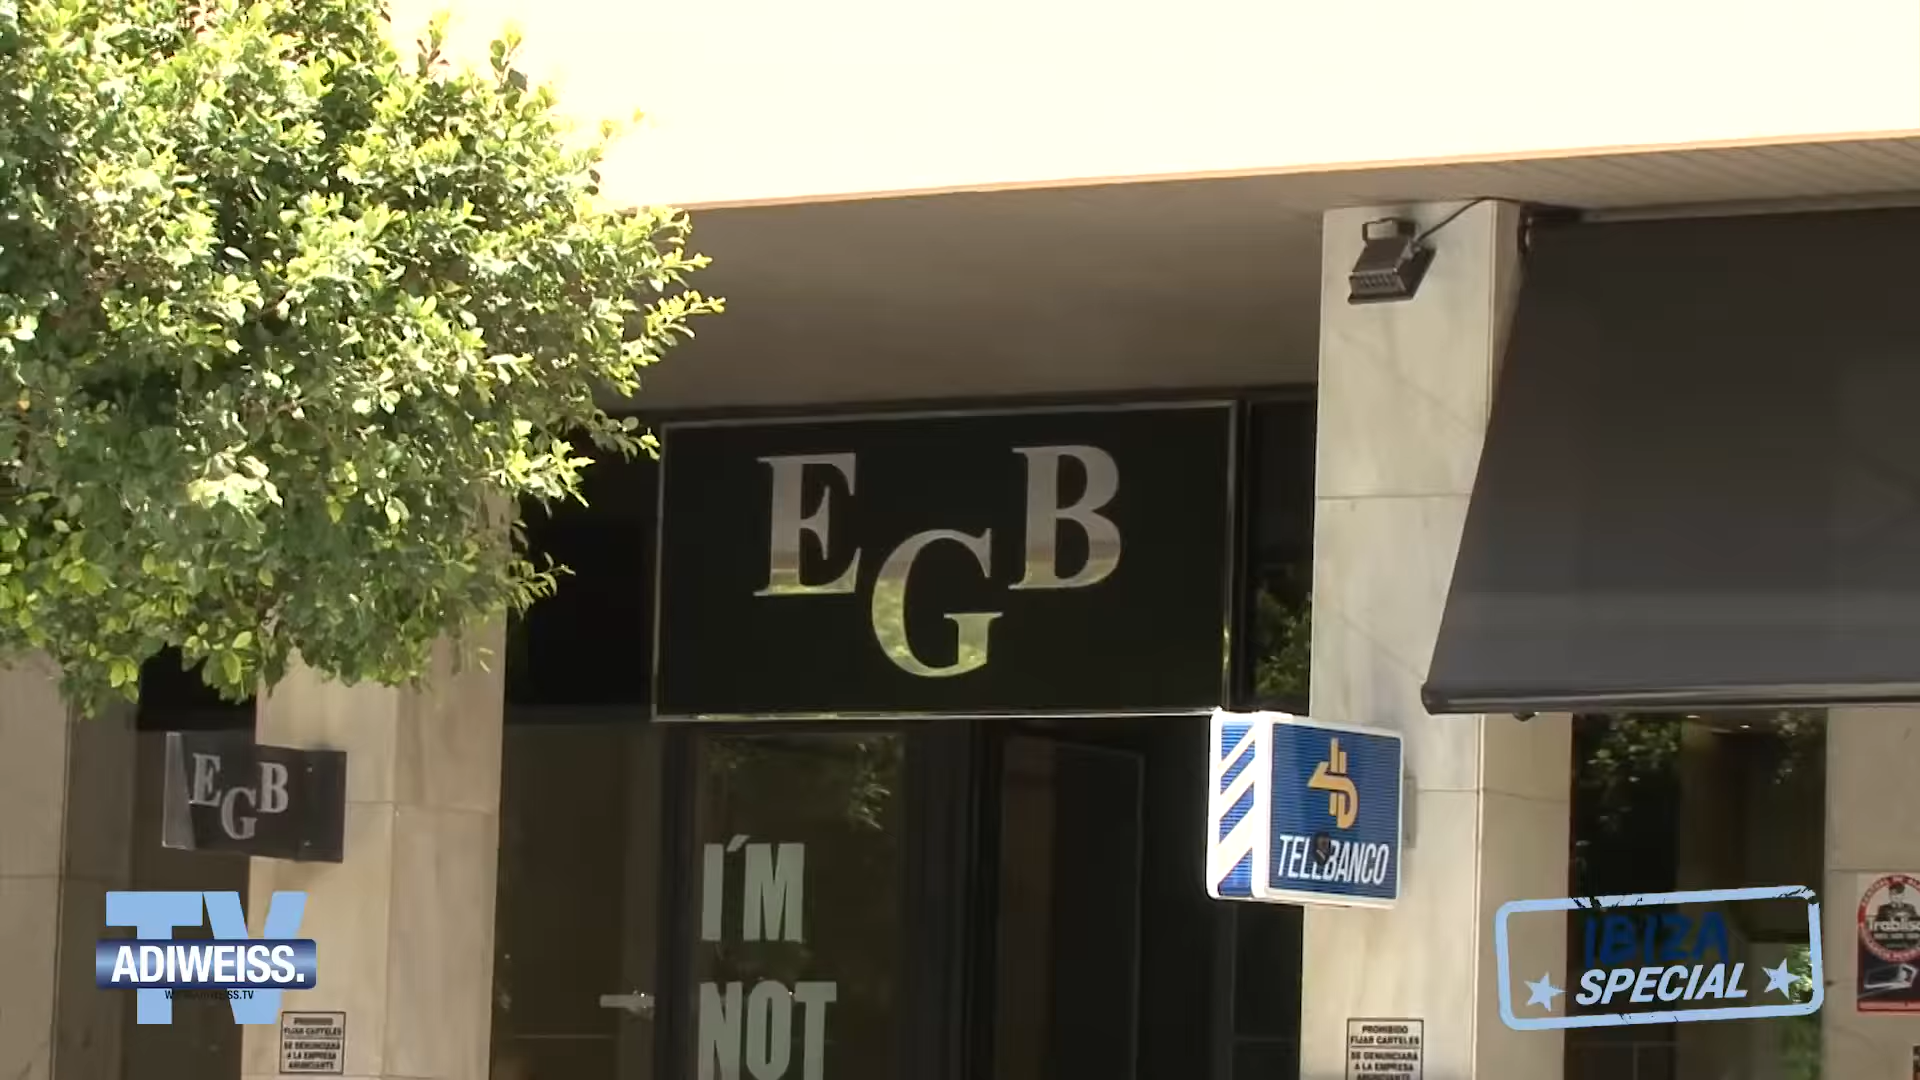 EGB
EGB
TELEBANCO
I´M
NOT
TV
ADIWEISS.
IBIZA
SPECIAL
PROHIBIDO
FIJAR CARTELES
SE DENUNCIARA
A LA EMPRESA
ANUNCIANTE
PROHIBIDO
FIJAR CARTELES
SE DENUNCIARA
A LA EMPRESA
ANUNCIANTE